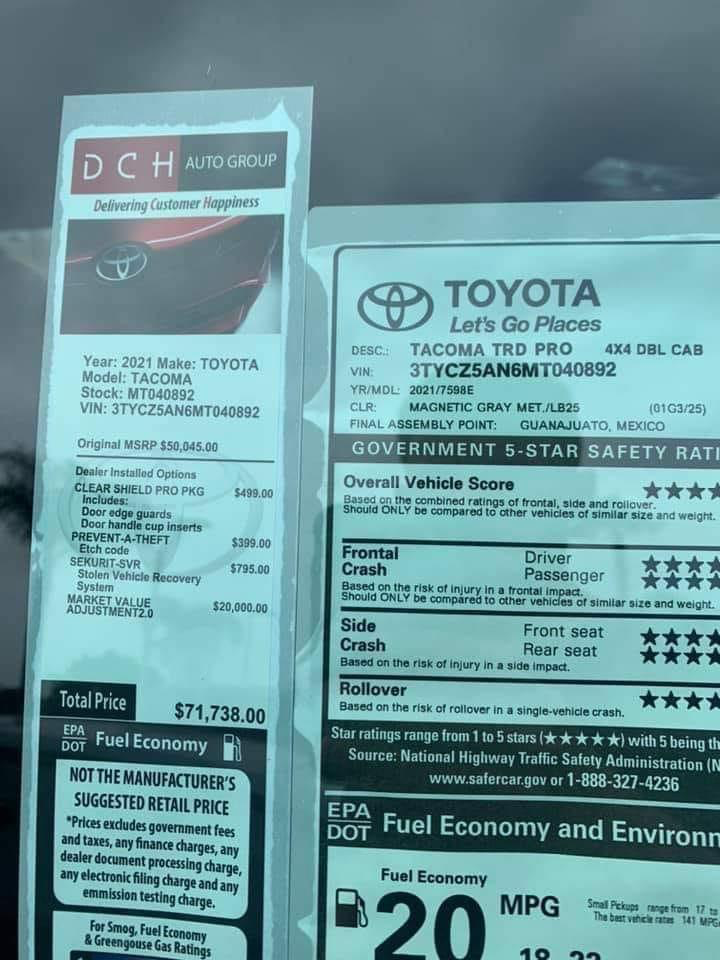 DCH AUTO GROUP
Delivering Customer Happiness
Year: 2021 Make: TOYOTA
Model: TACOMA
Stock: MT040892
VIN: 3TYCZ5AN6MT040892
Original MSRP $50,045.00
Dealer Installed Options
CLEAR SHIELD PRO PKG $499.00
Includes:
Door edge guards
Door handle cup inserts
PREVENT-A-THEFT $399.00
Etch code
SEKURIT-SVR $795.00
Stolen Vehicle Recovery
System
MARKET VALUE $20,000.00
ADJUSTMENT2.0
Total Price $71,738.00
EPA
DOT Fuel Economy
NOT THE MANUFACTURER'S
SUGGESTED RETAIL PRICE
*Prices excludes government fees
and taxes, any finance charges, any
dealer document processing charge,
any electronic filing charge and any
emmission testing charge.
For Smog, Fuel Economy
& Greengouse Gas Ratings
TOYOTA
Let's Go Places
DESC.: TACOMA TRD PRO 4X4 DBL CAB
VIN: 3TYCZ5AN6MT040892
YR/MDL: 2021/7598E
CLR: MAGNETIC GRAY MET./LB25 (01G3/25)
FINAL ASSEMBLY POINT: GUANAJUATO, MEXICO
GOVERNMENT 5-STAR SAFETY RATI
Overall Vehicle Score ★★★★
Based on the combined ratings of frontal, side and rollover.
Should ONLY be compared to other vehicles of similar size and weight.
Frontal Driver ★★★★
Crash Passenger ★★★★
Based on the risk of injury in a frontal impact.
Should ONLY be compared to other vehicles of similar size and weight.
Side Front seat ★★★★
Crash Rear seat ★★★★
Based on the risk of injury in a side impact.
Rollover ★★★★
Based on the risk of rollover in a single-vehicle crash.
Star ratings range from 1 to 5 stars (★★★★★) with 5 being th
Source: National Highway Traffic Safety Administration (N
www.safercar.gov or 1-888-327-4236
EPA
DOT Fuel Economy and Environm
Fuel Economy
20 MPG
Small Pickups range from 17 to
The best vehicle rates 141 MPG
18 22